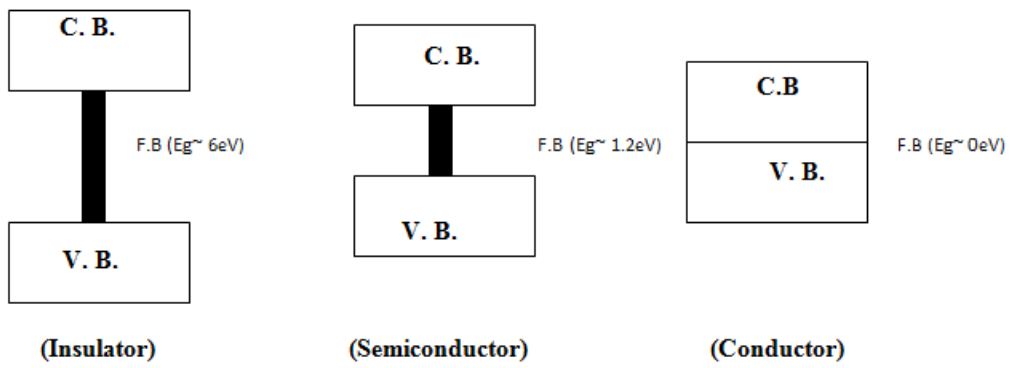 C. B.
F.B (Eg~ 6eV)
V. B.
(Insulator)
C. B.
F.B (Eg~ 1.2eV)
V. B.
(Semiconductor)
C.B
F.B (Eg~ 0eV)
V. B.
(Conductor)